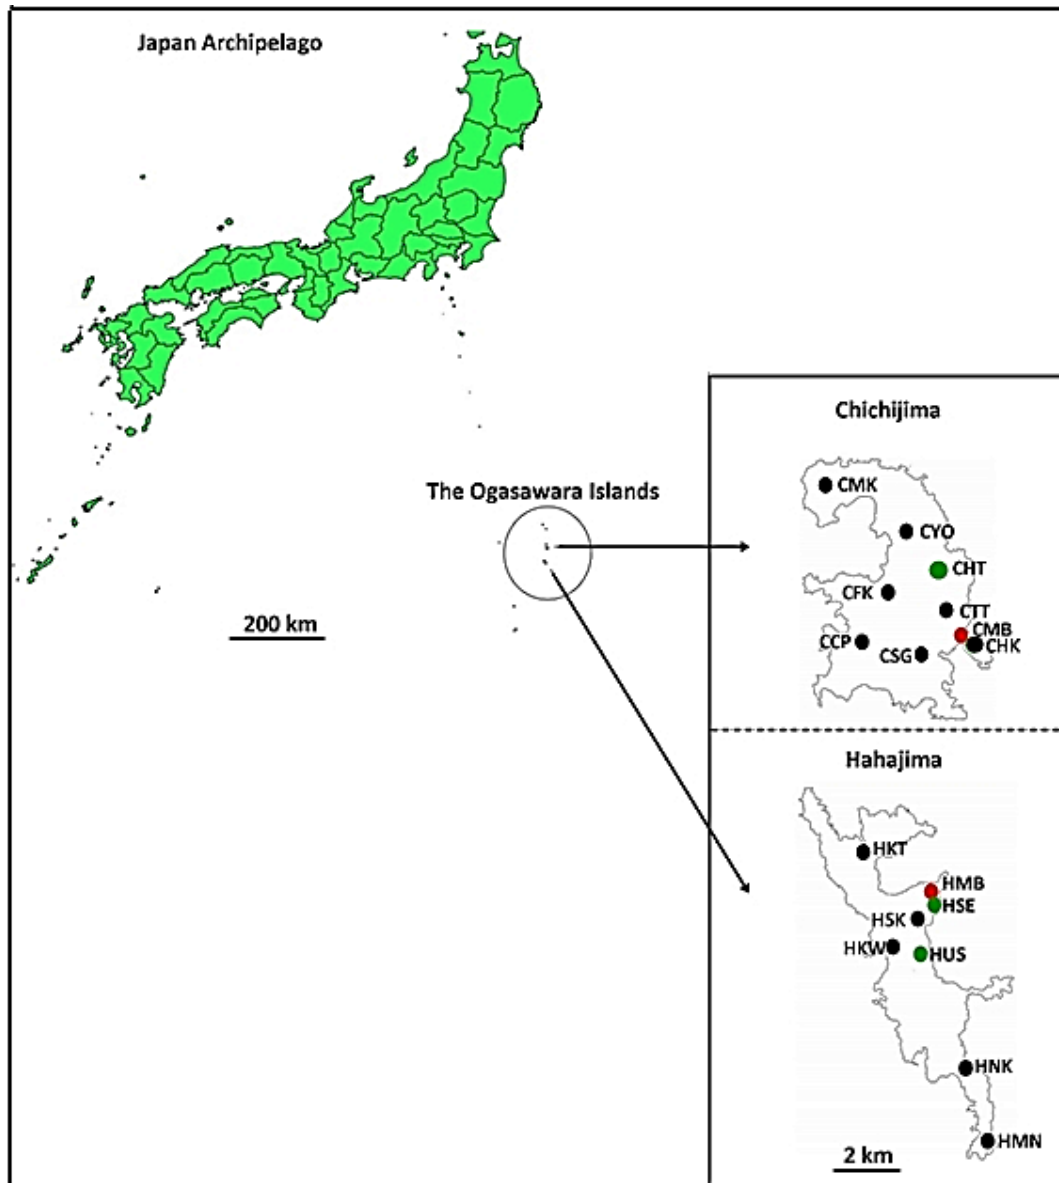 Japan Archipelago
The Ogasawara Islands
200 km
Chichijima
CMK
CYO
CHT
CFK
CTT
CMB
CCP
CHK
CSG
Hahajima
HKT
HMB
HSE
HSK
HKW
HUS
HNK
HMN
2 km